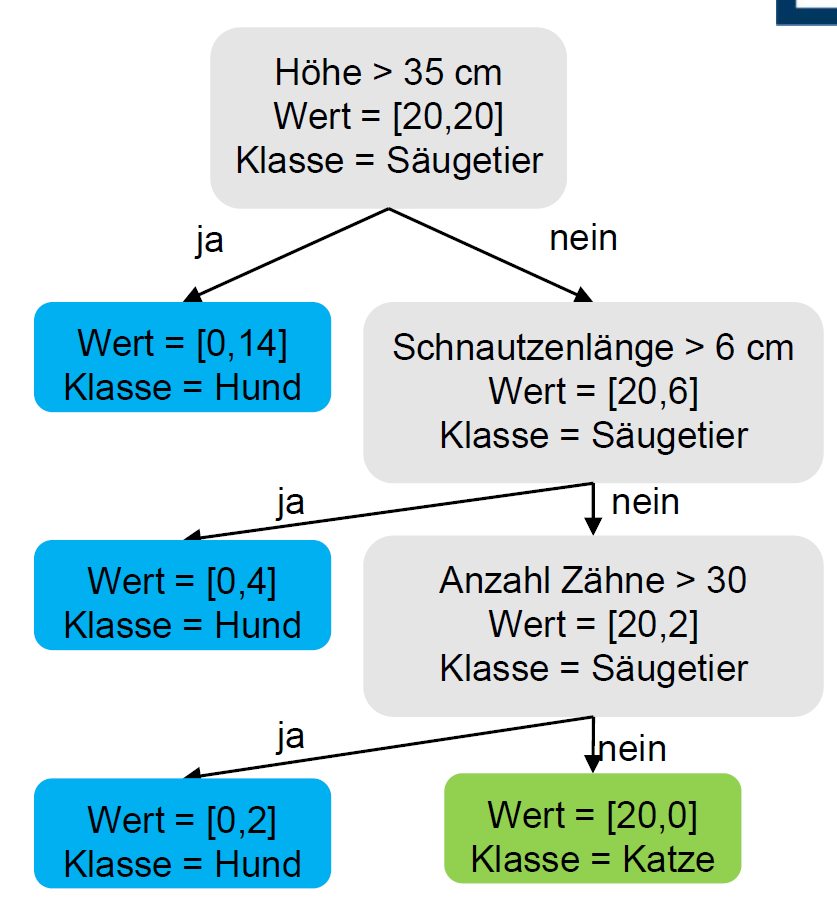 Höhe > 35 cm
Wert = [20,20]
Klasse = Säugetier
ja
nein
Wert = [0,14]
Klasse = Hund
Schnautzenlänge > 6 cm
Wert = [20,6]
Klasse = Säugetier
ja
nein
Wert = [0,4]
Klasse = Hund
Anzahl Zähne > 30
Wert = [20,2]
Klasse = Säugetier
ja
nein
Wert = [0,2]
Klasse = Hund
Wert = [20,0]
Klasse = Katze